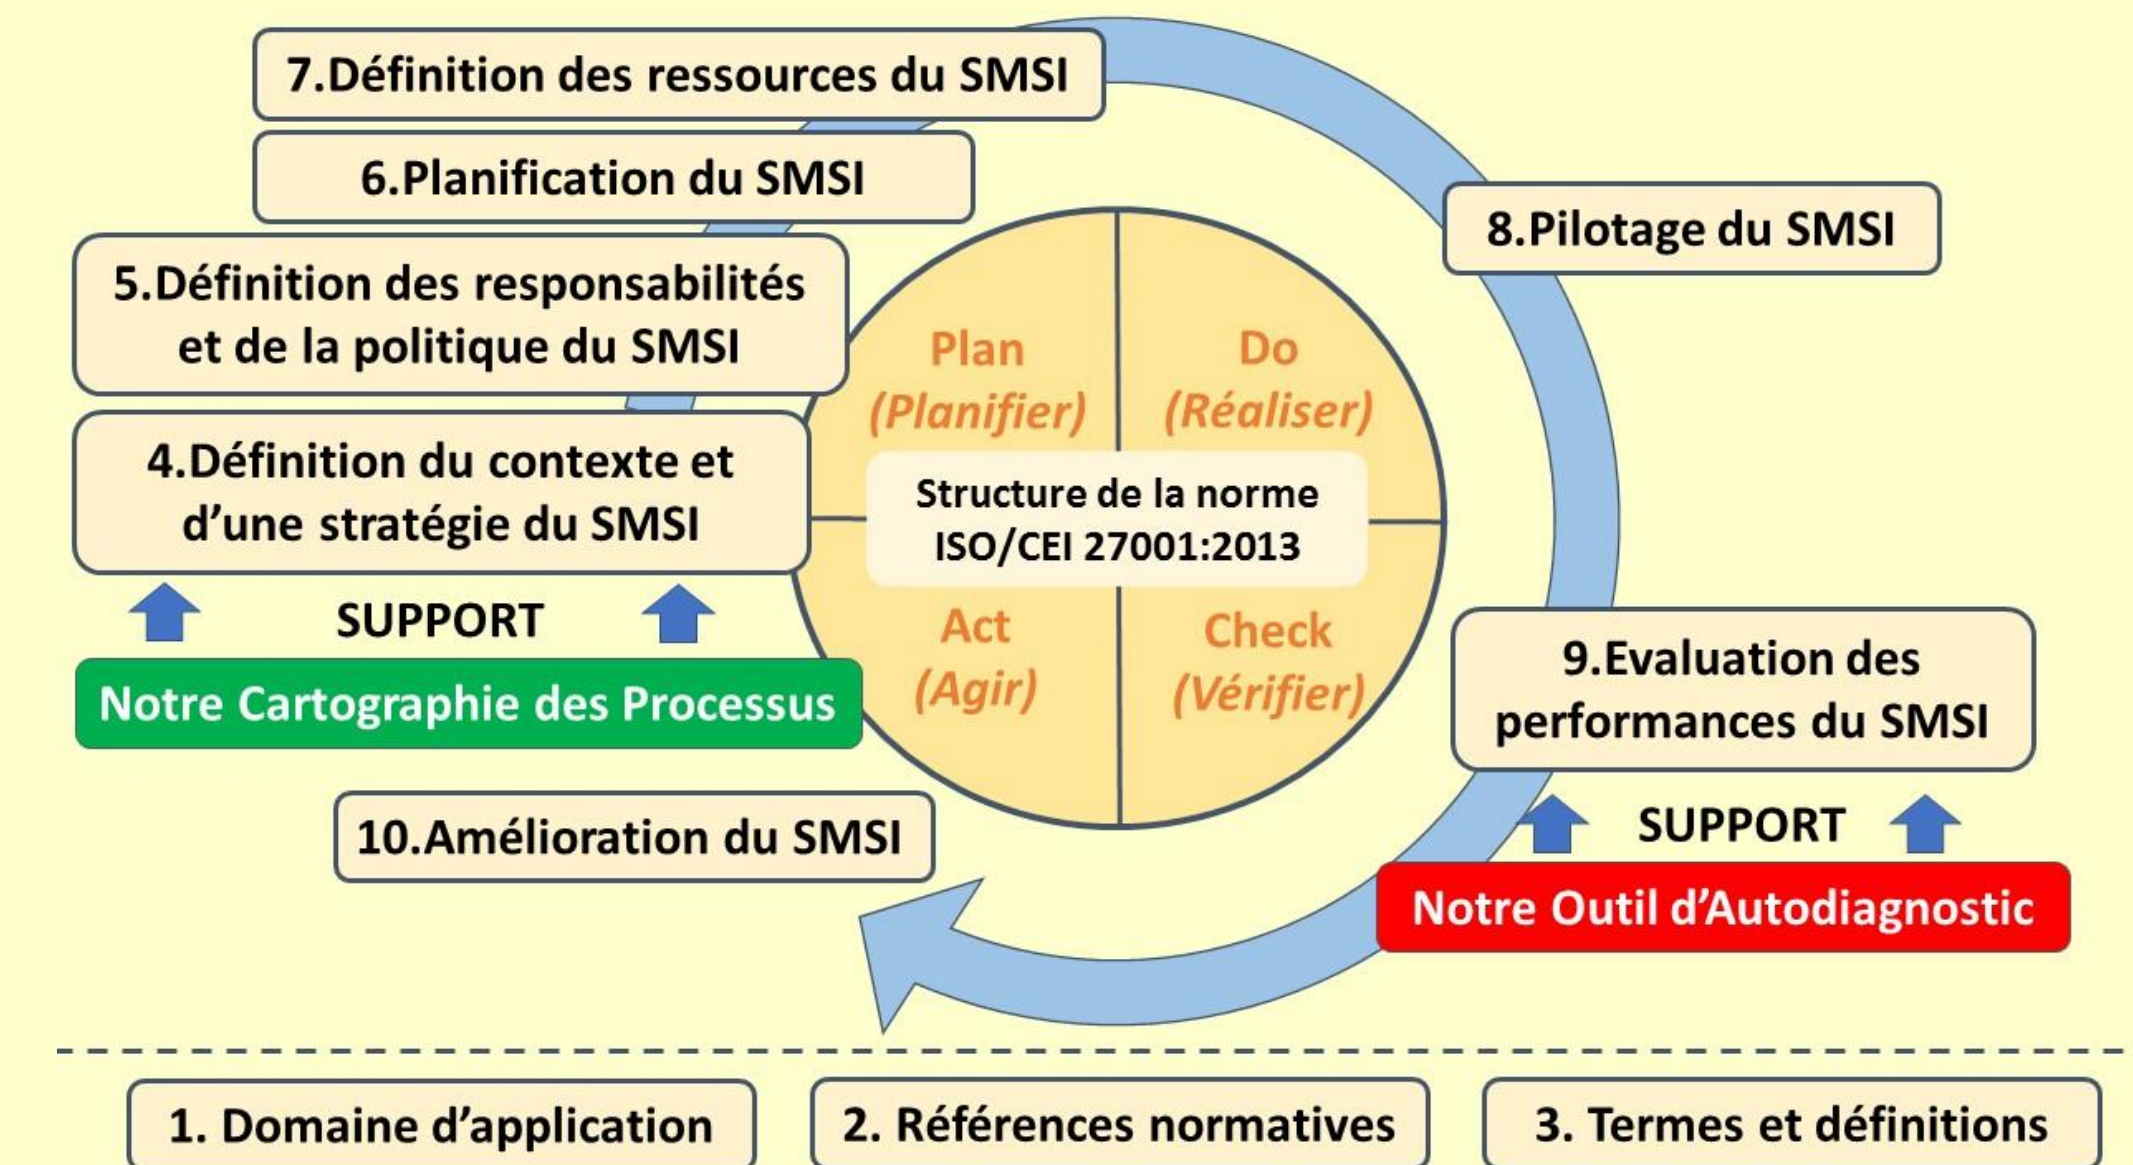 7.Définition des ressources du SMSI
6.Planification du SMSI
5.Définition des responsabilités
et de la politique du SMSI
4.Définition du contexte et
d’une stratégie du SMSI
SUPPORT
Notre Cartographie des Processus
10.Amélioration du SMSI
Plan
(Planifier)
Do
(Réaliser)
Structure de la norme
ISO/CEI 27001:2013
Act
(Agir)
Check
(Vérifier)
8.Pilotage du SMSI
9.Evaluation des
performances du SMSI
SUPPORT
Notre Outil d’Autodiagnostic
1. Domaine d’application
2. Références normatives
3. Termes et définitions